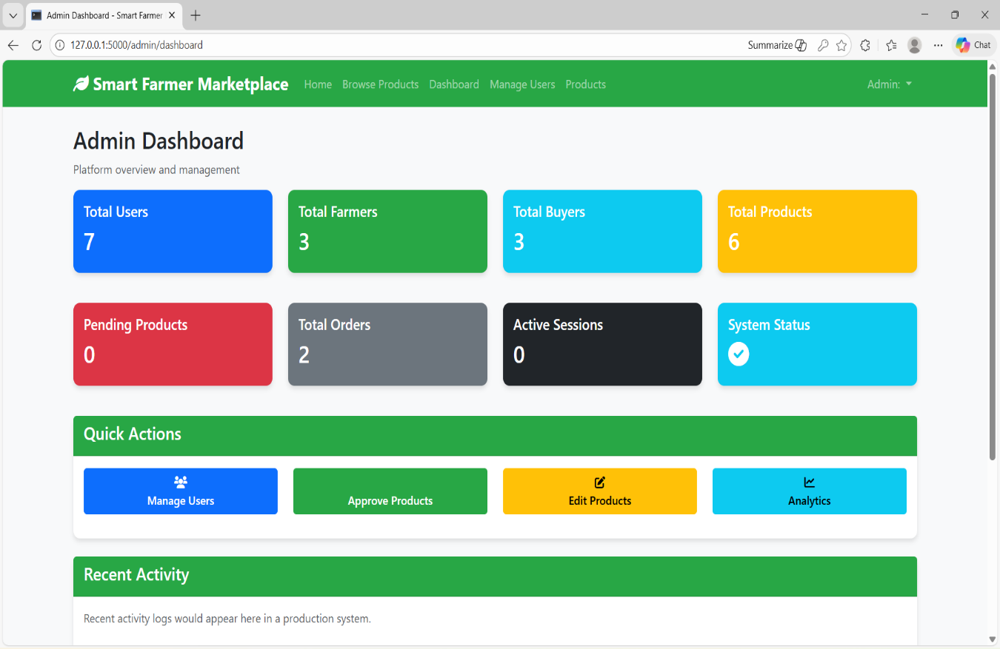 Admin Dashboard - Smart Farmer
127.0.0.1:5000/admin/dashboard
Summarize
Chat
Smart Farmer Marketplace
Home Browse Products Dashboard Manage Users Products
Admin:
Admin Dashboard
Platform overview and management
Total Users
7
Total Farmers
3
Total Buyers
3
Total Products
6
Pending Products
0
Total Orders
2
Active Sessions
0
System Status
Quick Actions
Manage Users
Approve Products
Edit Products
Analytics
Recent Activity
Recent activity logs would appear here in a production system.